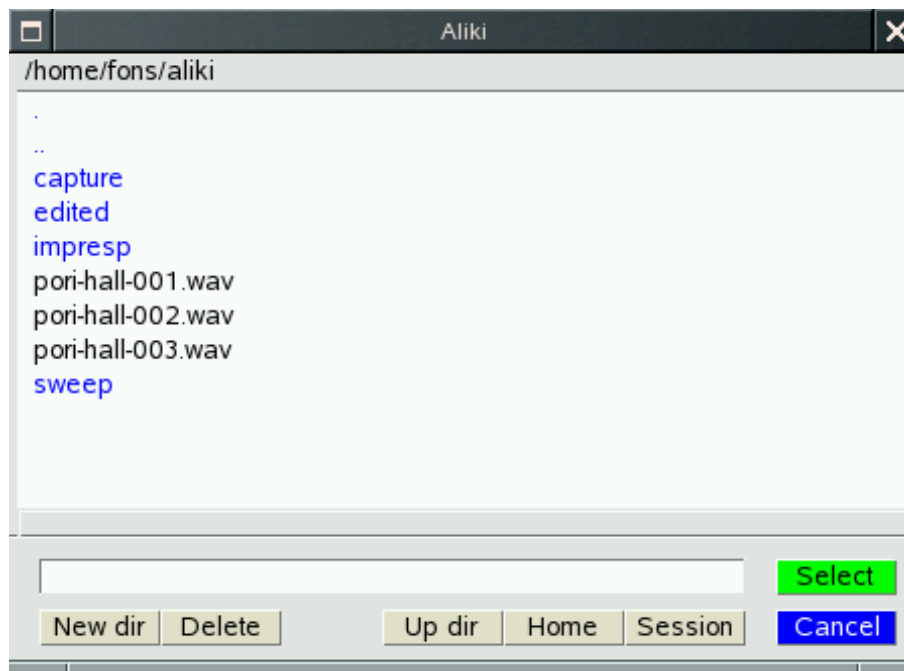 Aliki
/home/fons/aliki
.
..
capture
edited
impresp
pori-hall-001.wav
pori-hall-002.wav
pori-hall-003.wav
sweep
Select
New dir Delete Up dir Home Session Cancel